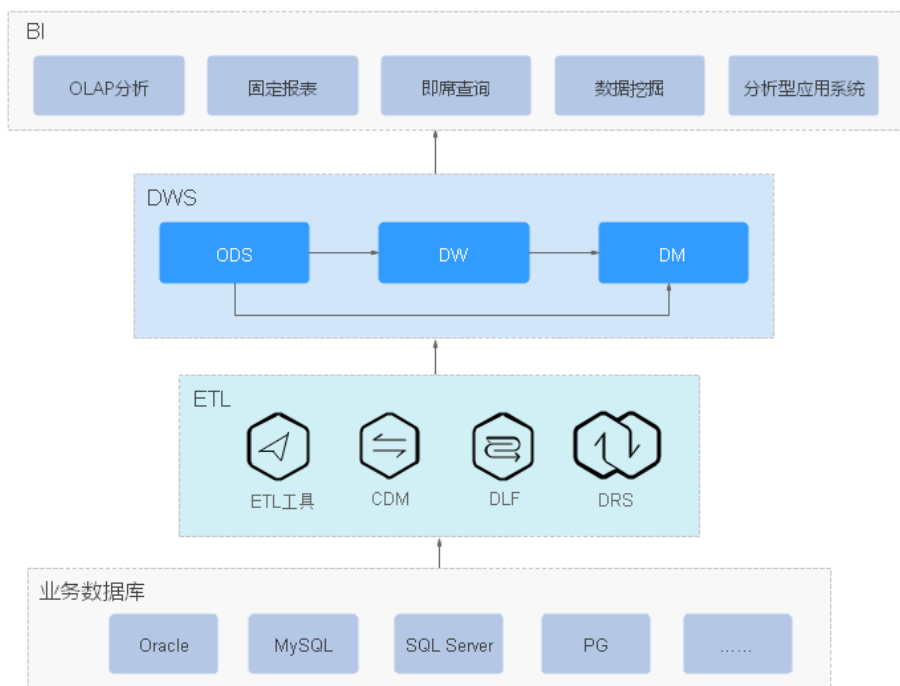 BI
OLAP分析
固定报表
即席查询
数据挖掘
分析型应用系统
DWS
ODS
DW
DM
ETL
ETL工具
CDM
DLF
DRS
业务数据库
Oracle
MySQL
SQL Server
PG
……